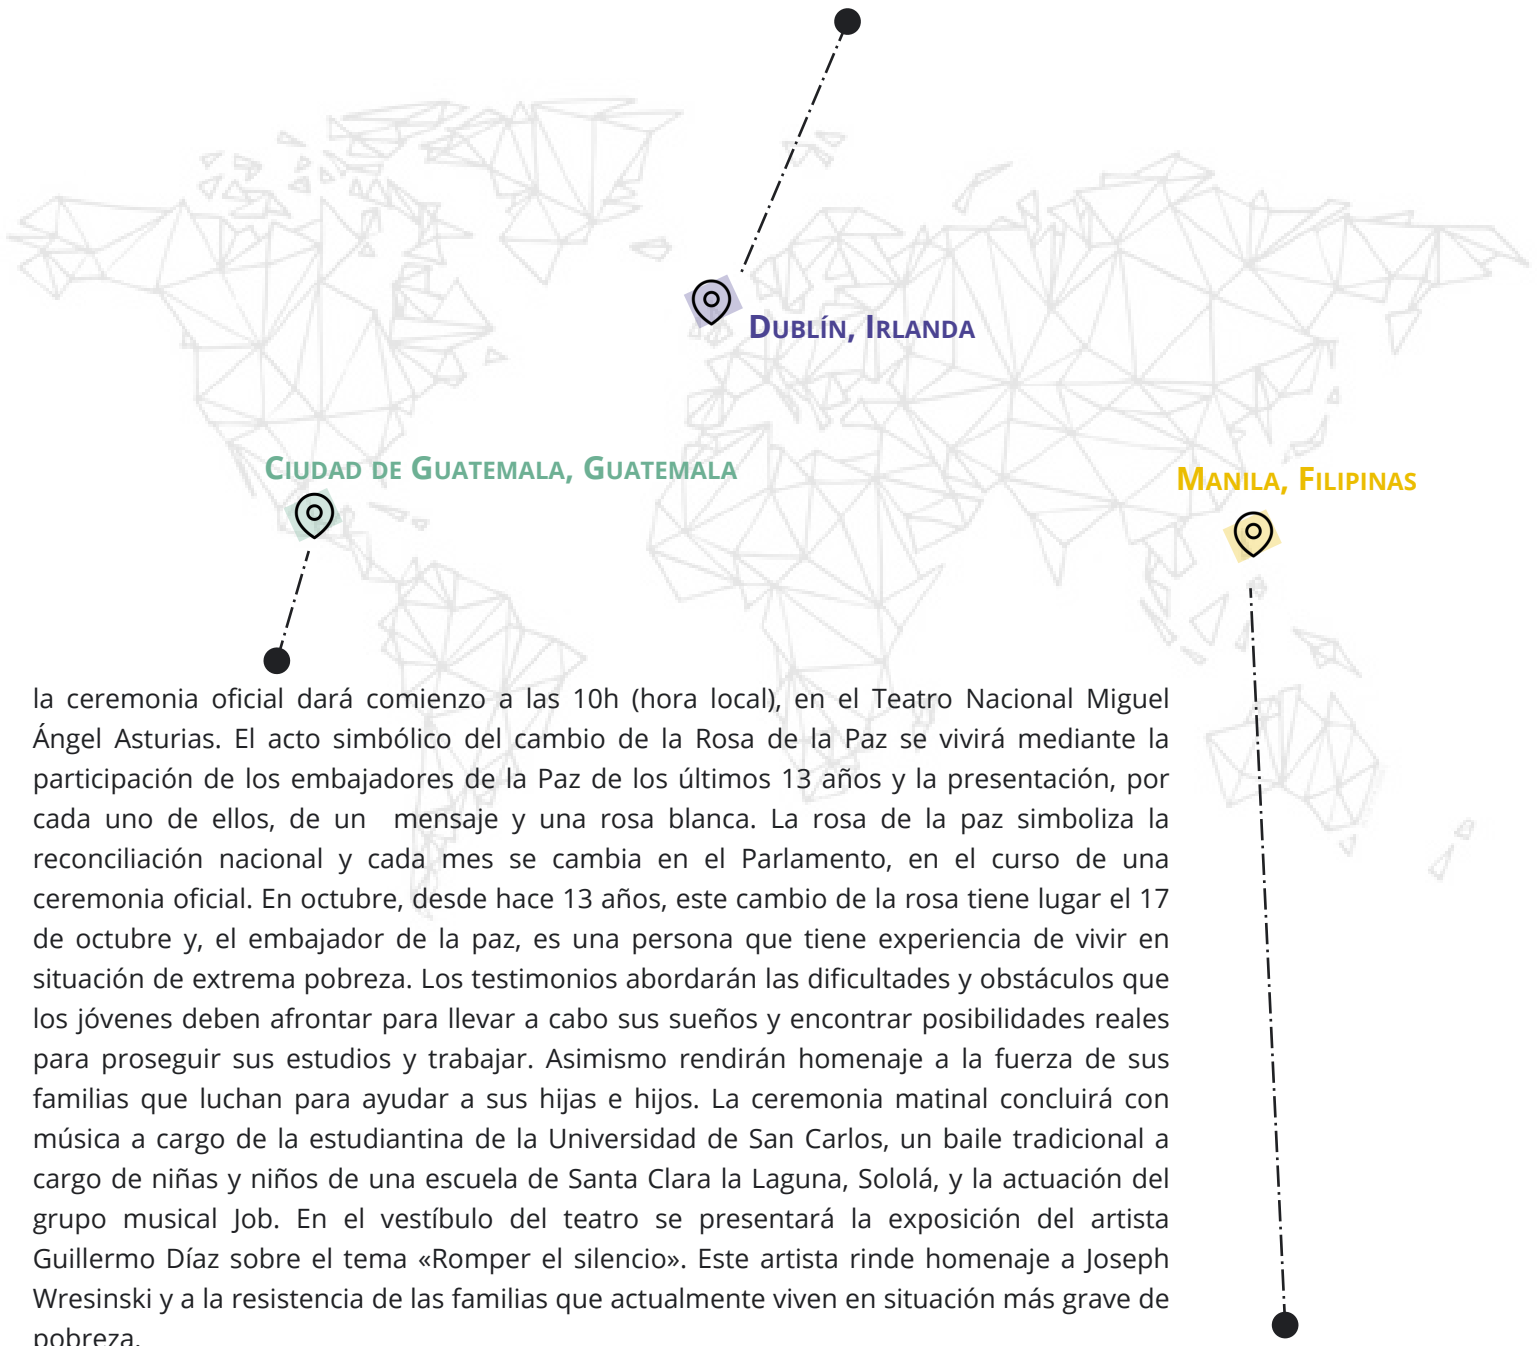 Dublín, Irlanda
Ciudad de Guatemala, Guatemala
Manila, Filipinas
la ceremonia oficial dará comienzo a las 10h (hora local), en el Teatro Nacional Miguel
Ángel Asturias. El acto simbólico del cambio de la Rosa de la Paz se vivirá mediante la
participación de los embajadores de la Paz de los últimos 13 años y la presentación, por
cada uno de ellos, de un mensaje y una rosa blanca. La rosa de la paz simboliza la
reconciliación nacional y cada mes se cambia en el Parlamento, en el curso de una
ceremonia oficial. En octubre, desde hace 13 años, este cambio de la rosa tiene lugar el 17
de octubre y, el embajador de la paz, es una persona que tiene experiencia de vivir en
situación de extrema pobreza. Los testimonios abordarán las dificultades y obstáculos que
los jóvenes deben afrontar para llevar a cabo sus sueños y encontrar posibilidades reales
para proseguir sus estudios y trabajar. Asimismo rendirán homenaje a la fuerza de sus
familias que luchan para ayudar a sus hijas e hijos. La ceremonia matinal concluirá con
música a cargo de la estudiantina de la Universidad de San Carlos, un baile tradicional a
cargo de niñas y niños de una escuela de Santa Clara la Laguna, Sololá, y la actuación del
grupo musical Job. En el vestíbulo del teatro se presentará la exposición del artista
Guillermo Díaz sobre el tema «Romper el silencio». Este artista rinde homenaje a Joseph
Wresinski y a la resistencia de las familias que actualmente viven en situación más grave de
pobreza.